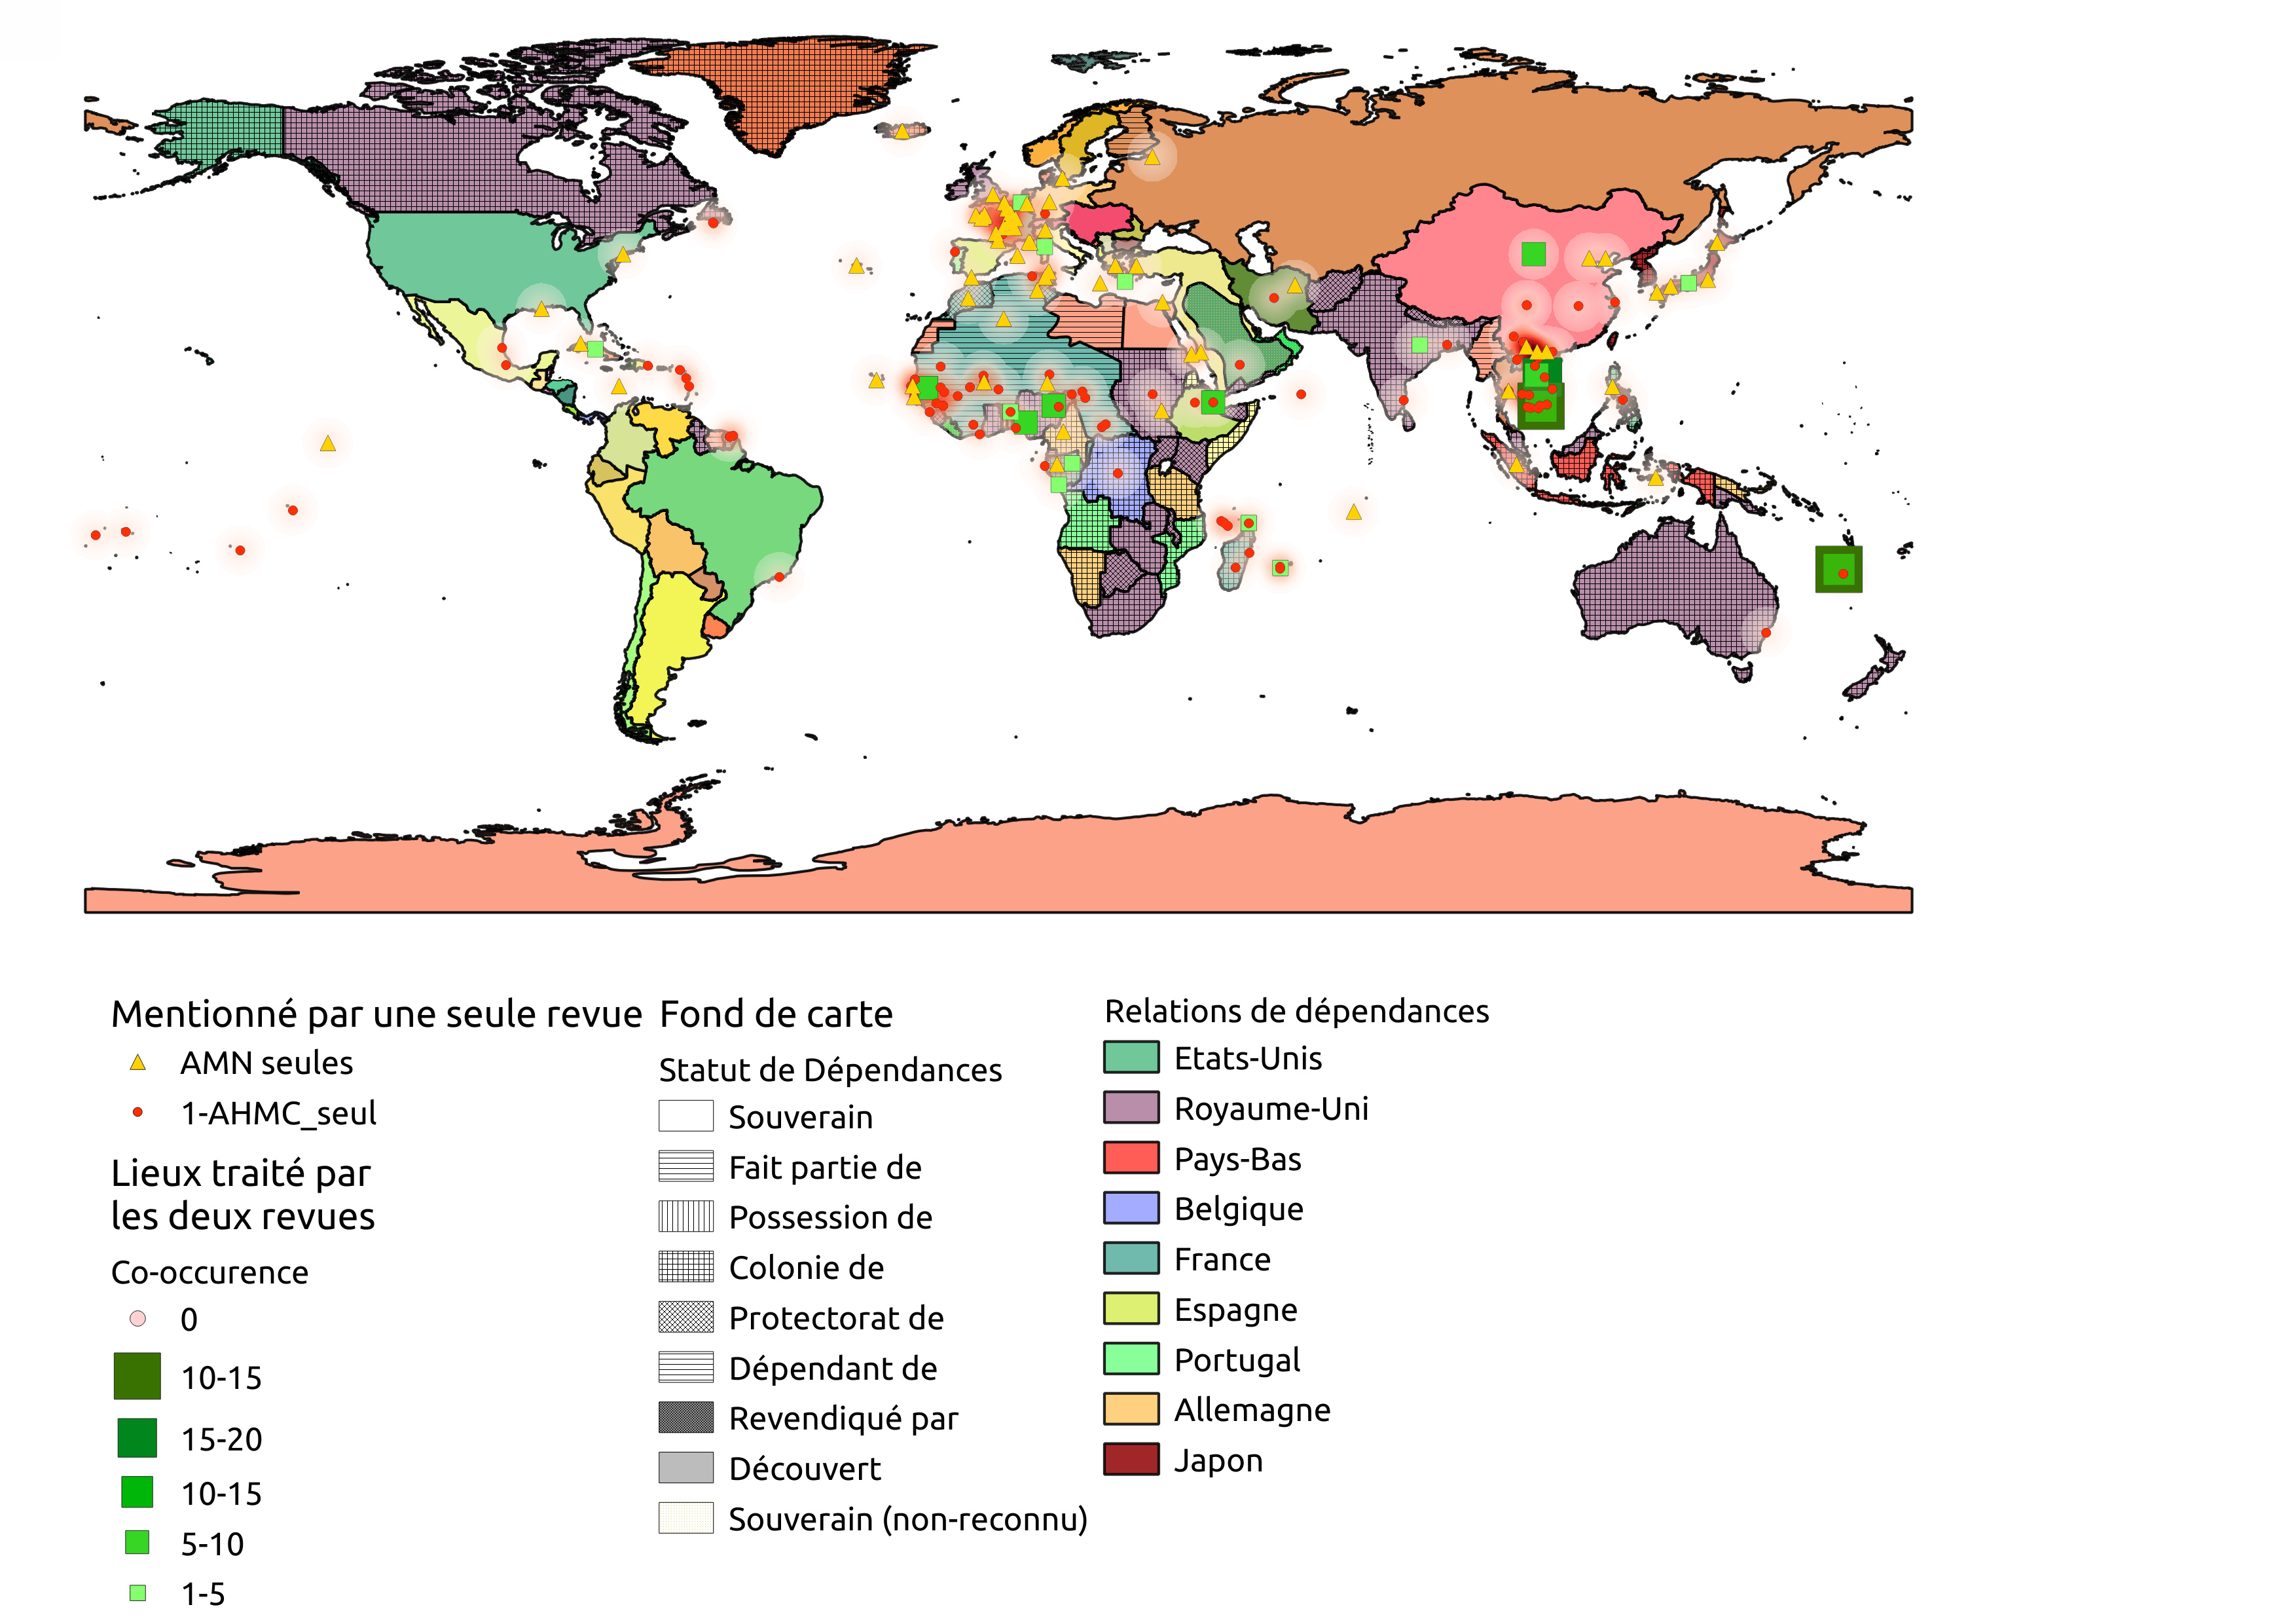 Mentionné par une seule revue
AMN seules
1-AHMC_seul
Lieux traité par
les deux revues
Co-occurence
0
10-15
15-20
10-15
5-10
1-5
Fond de carte
Statut de Dépendances
Souverain
Fait partie de
Possession de
Colonie de
Protectorat de
Dépendant de
Revendiqué par
Découvert
Souverain (non-reconnu)
Relations de dépendances
Etats-Unis
Royaume-Uni
Pays-Bas
Belgique
France
Espagne
Portugal
Allemagne
Japon